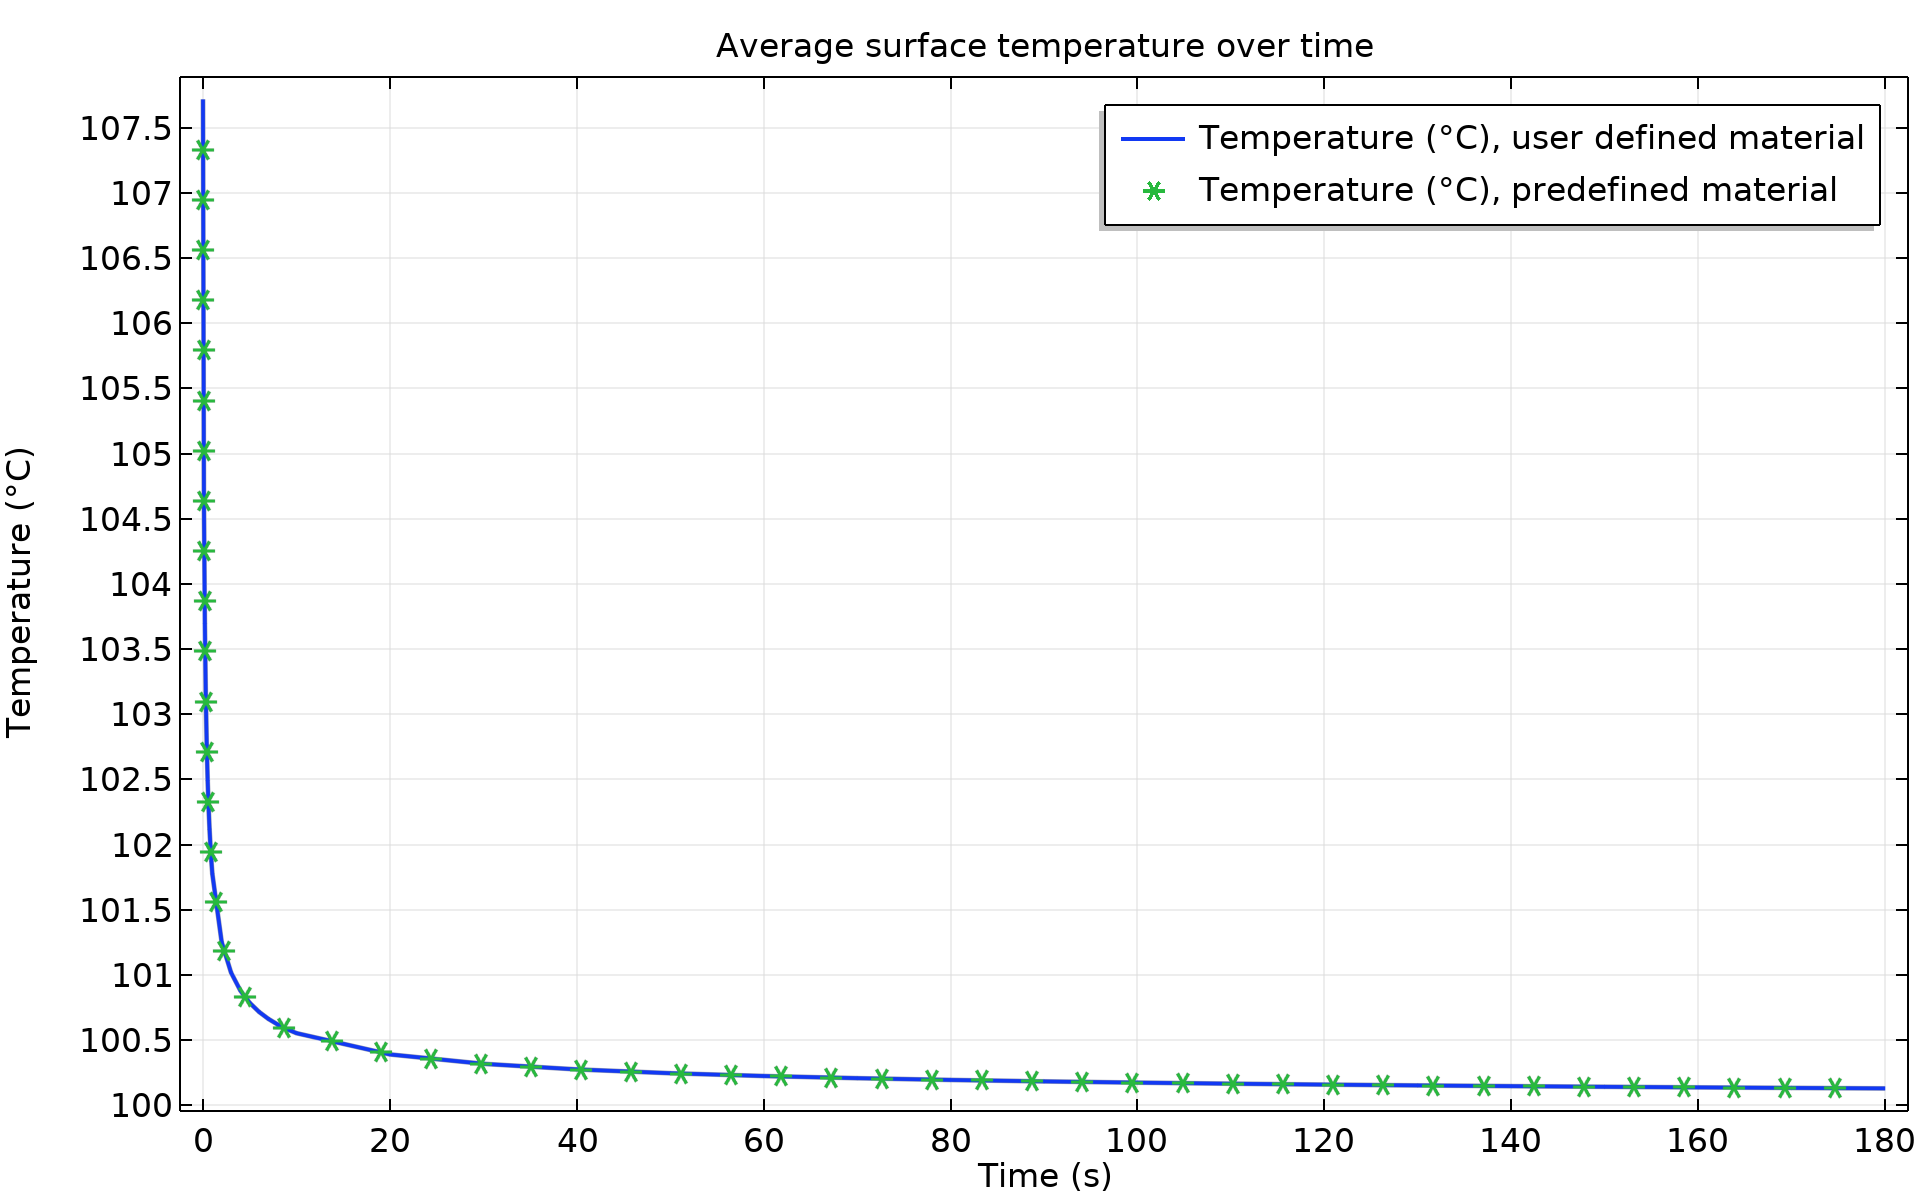 Average surface temperature over time
Temperature (°C), user defined material
Temperature (°C), predefined material
Temperature (°C)
107.5
107
106.5
106
105.5
105
104.5
104
103.5
103
102.5
102
101.5
101
100.5
100
0 20 40 60 80 100 120 140 160 180
Time (s)